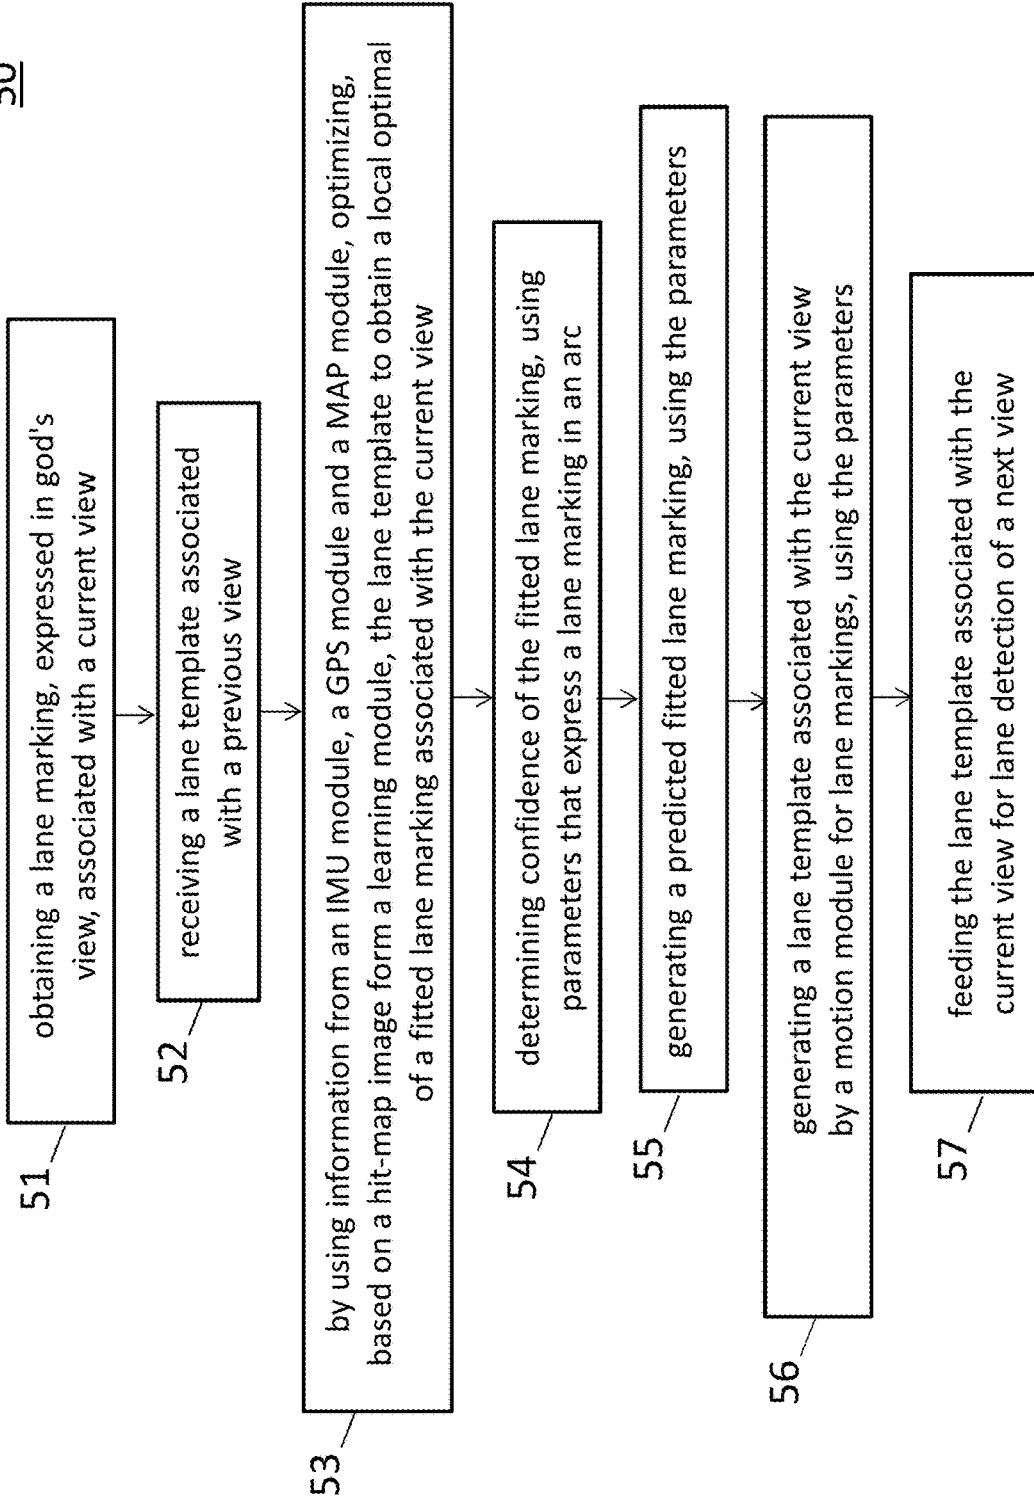 50
51
obtaining a lane marking, expressed in god's
view, associated with a current view
52
receiving a lane template associated
with a previous view
53
by using information from an IMU module, a GPS module and a MAP module, optimizing,
based on a hit-map image form a learning module, the lane template to obtain a local optimal
of a fitted lane marking associated with the current view
54
determining confidence of the fitted lane marking, using
parameters that express a lane marking in an arc
55
generating a predicted fitted lane marking, using the parameters
56
generating a lane template associated with the current view
by a motion module for lane markings, using the parameters
57
feeding the lane template associated with the
current view for lane detection of a next view